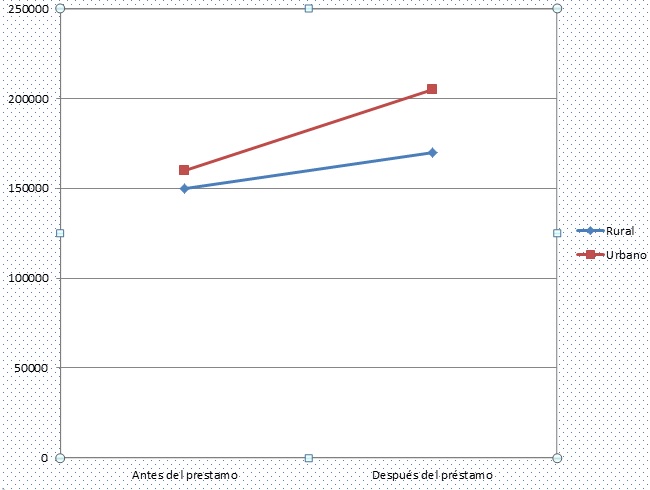 250000
200000
150000
100000
50000
0
Antes del prestamo
Después del préstamo
Rural
Urbano